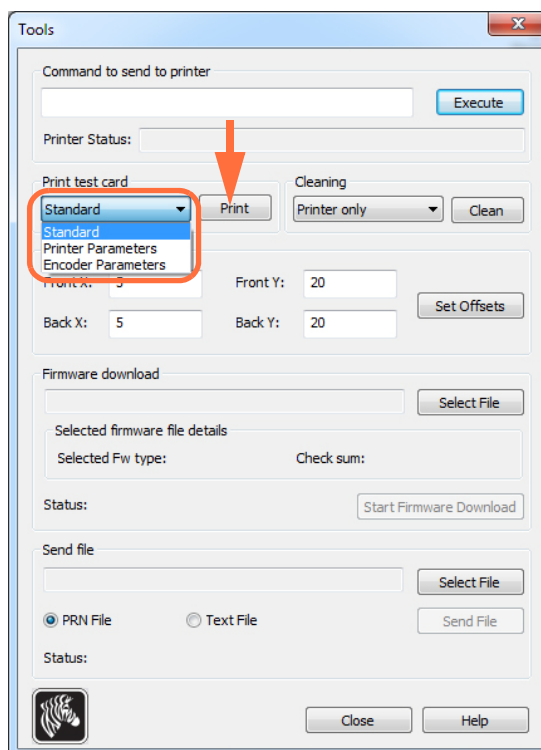 Tools
Command to send to printer
Execute
Printer Status:
Print test card
Cleaning
Standard
Print
Printer only
Clean
Standard
Printer Parameters
Encoder Parameters
Front X: 5 Front Y: 20
Set Offsets
Back X: 5 Back Y: 20
Firmware download
Select File
Selected firmware file details
Selected Fw type: Check sum:
Status:
Start Firmware Download
Send file
Select File
PRN File Text File
Send File
Status:
Close
Help